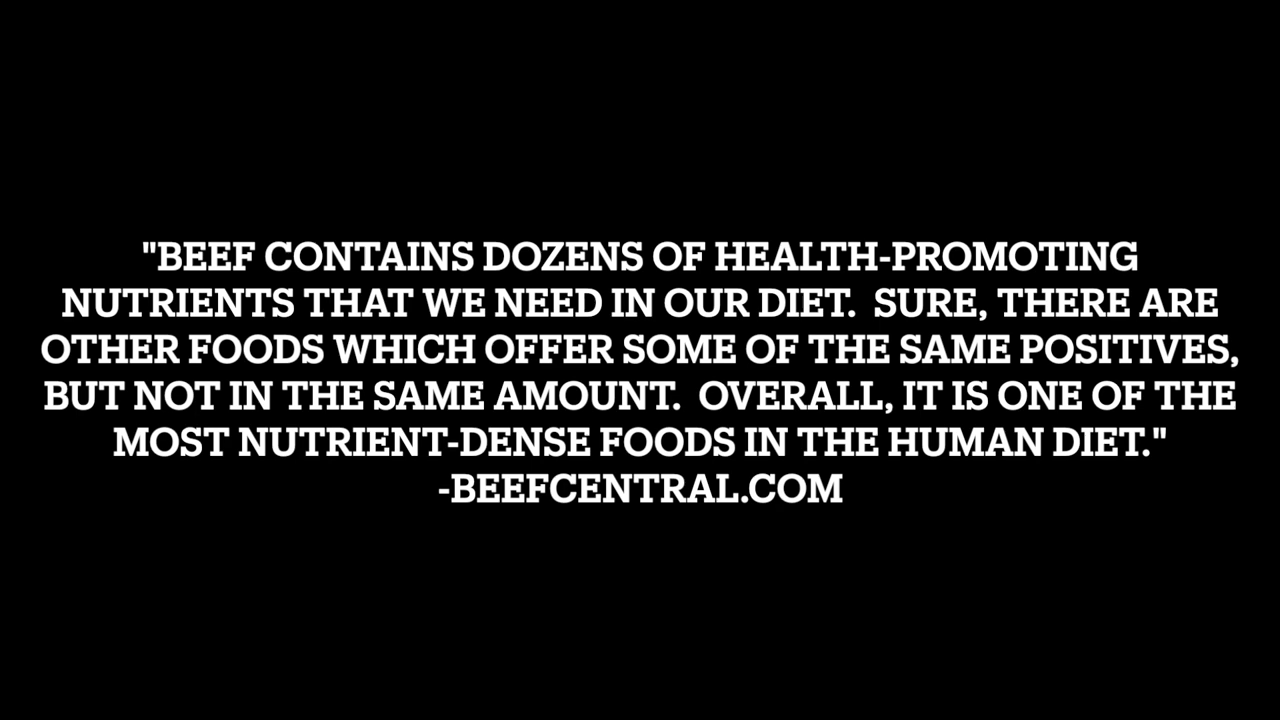 "BEEF CONTAINS DOZENS OF HEALTH-PROMOTING
NUTRIENTS THAT WE NEED IN OUR DIET.  SURE, THERE ARE
OTHER FOODS WHICH OFFER SOME OF THE SAME POSITIVES,
BUT NOT IN THE SAME AMOUNT.  OVERALL, IT IS ONE OF THE
MOST NUTRIENT-DENSE FOODS IN THE HUMAN DIET."
-BEEFCENTRAL.COM